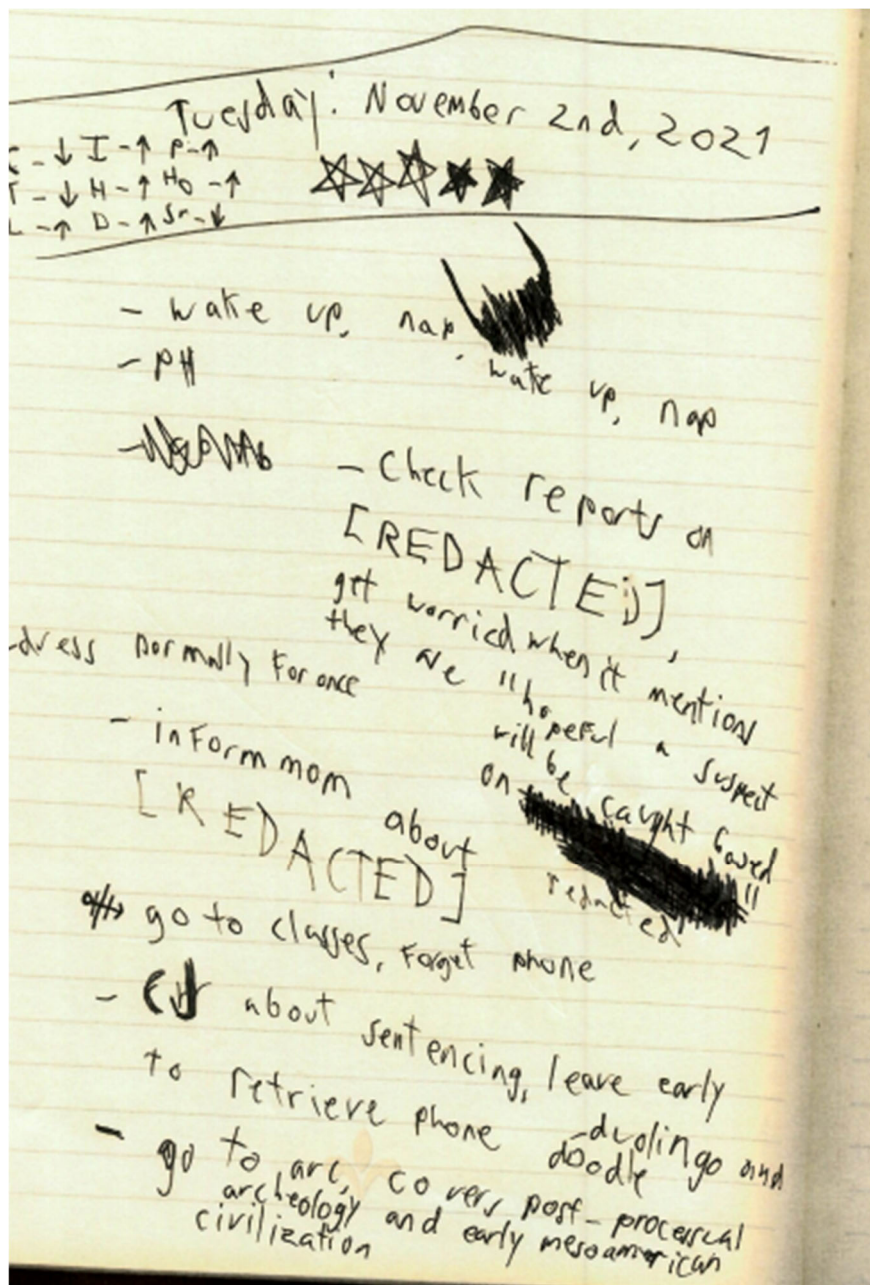 Tuesday: November 2nd, 2021
I-↑ P-↑
-↓ H-↑ HO-↑
-↑ D-↑ Sr-↓
- wake up, nap, wake up, nap
- PH
- Check reports on
[REDACTED],
get worried when it mentions
they are "hopeful a suspect
will be caught based
on "
redacted
-dress normally for once
- inform mom about
[REDACTED]
go to classes, forget phone
- about sentencing, leave early
to retrieve phone
-duolingo and
doodle
- go to arc, covers post-processual
archeology and early mesoamerican
civilization